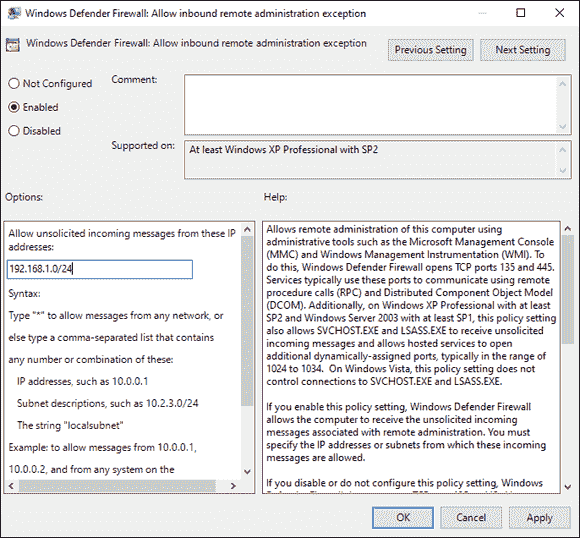 Windows Defender Firewall: Allow inbound remote administration exception
Windows Defender Firewall: Allow inbound remote administration exception
Previous Setting
Next Setting
Not Configured
Enabled
Disabled
Comment:
Supported on:
At least Windows XP Professional with SP2
Options:
Help:
Allow unsolicited incoming messages from these IP
addresses:
192.168.1.0/24
Syntax:
Type "*" to allow messages from any network, or
else type a comma-separated list that contains
any number or combination of these:
IP addresses, such as 10.0.0.1
Subnet descriptions, such as 10.2.3.0/24
The string "localsubnet"
Example: to allow messages from 10.0.0.1,
10.0.0.2, and from any system on the
Allows remote administration of this computer using
administrative tools such as the Microsoft Management Console
(MMC) and Windows Management Instrumentation (WMI). To
do this, Windows Defender Firewall opens TCP ports 135 and 445.
Services typically use these ports to communicate using remote
procedure calls (RPC) and Distributed Component Object Model
(DCOM). Additionally, on Windows XP Professional with at least
SP2 and Windows Server 2003 with at least SP1, this policy setting
also allows SVCHOST.EXE and LSASS.EXE to receive unsolicited
incoming messages and allows hosted services to open
additional dynamically-assigned ports, typically in the range of
1024 to 1034. On Windows Vista, this policy setting does not
control connections to SVCHOST.EXE and LSASS.EXE.
If you enable this policy setting, Windows Defender Firewall
allows the computer to receive the unsolicited incoming
messages associated with remote administration. You must
specify the IP addresses or subnets from which these incoming
messages are allowed.
If you disable or do not configure this policy setting, Windows
OK
Cancel
Apply